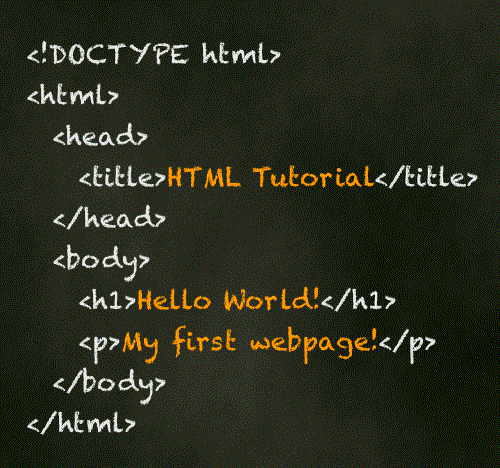 <!DOCTYPE html>
<html>
<head>
<title>HTML Tutorial</title>
</head>
<body>
<h1>Hello World!</h1>
<p>My first webpage!</p>
</body>
</html>